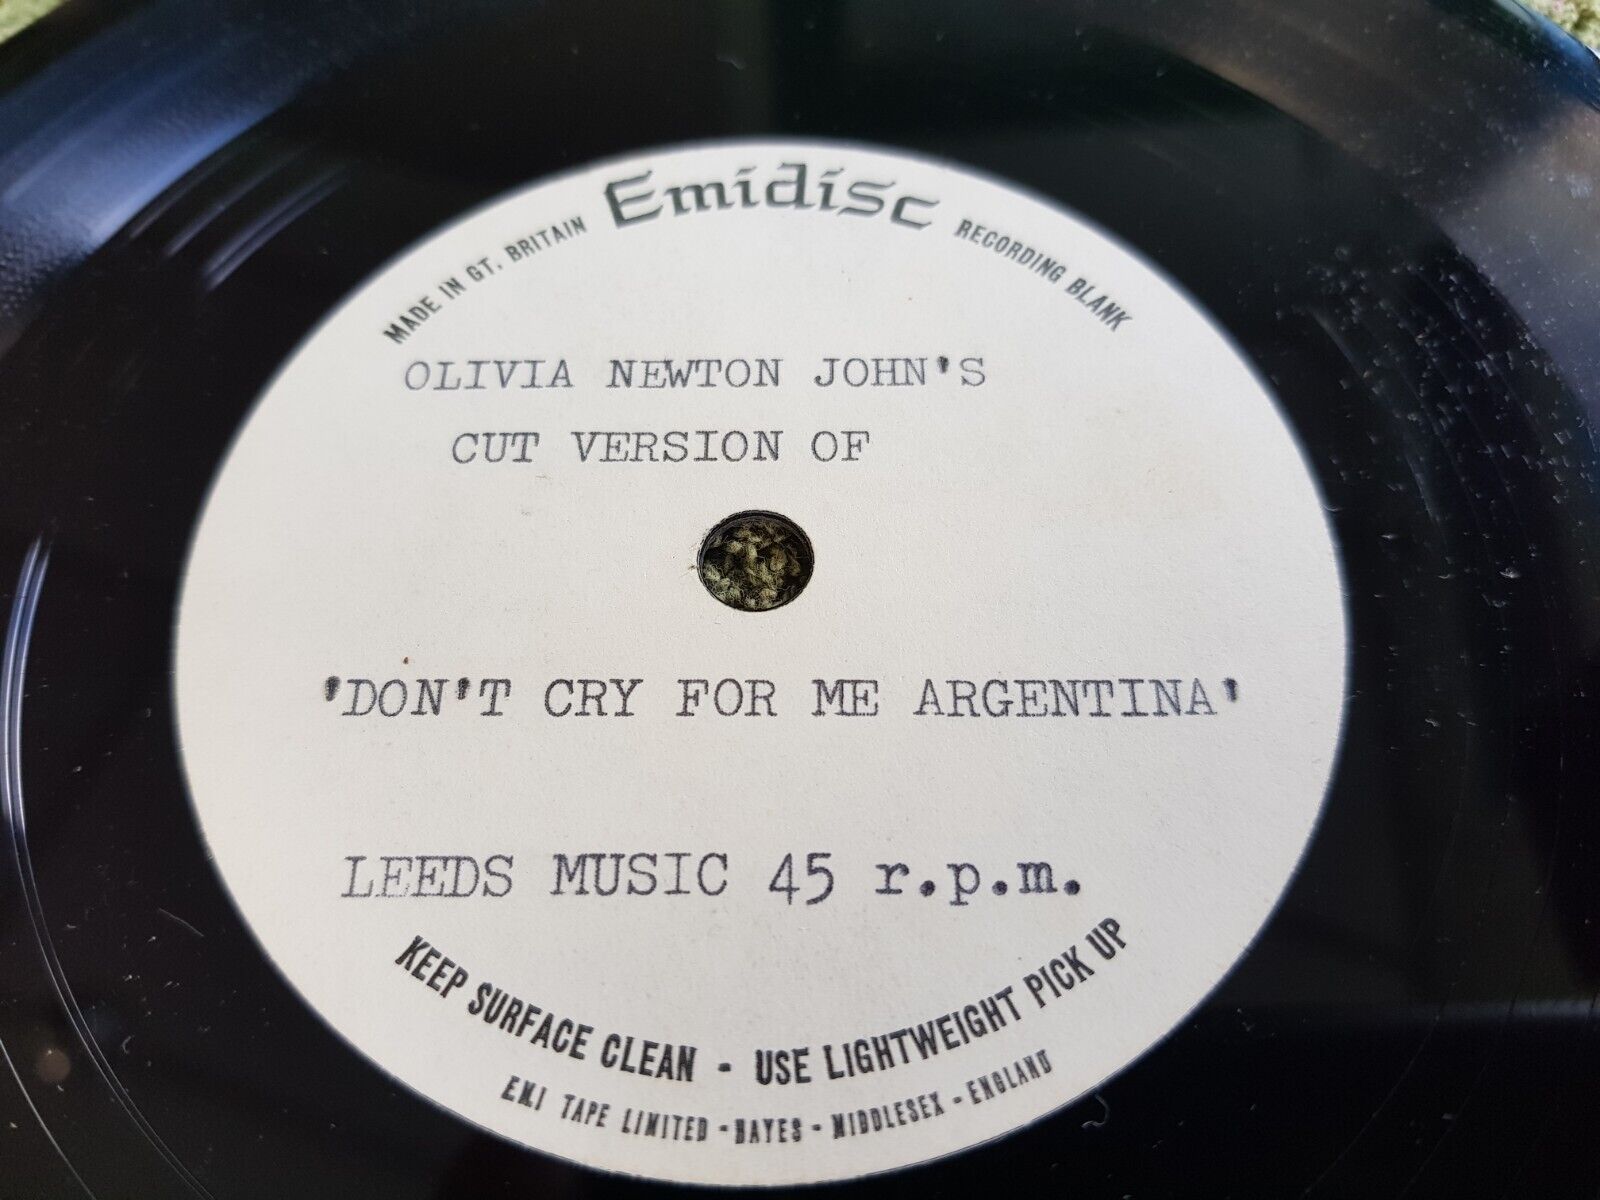 MADE IN GT. BRITAIN Emidisc RECORDING BLANK
OLIVIA NEWTON JOHN'S
CUT VERSION OF
'DON'T CRY FOR ME ARGENTINA'
LEEDS MUSIC 45 r.p.m.
KEEP SURFACE CLEAN - USE LIGHTWEIGHT PICK UP
EMI TAPE LIMITED - HAYES - MIDDLESEX - ENGLAND